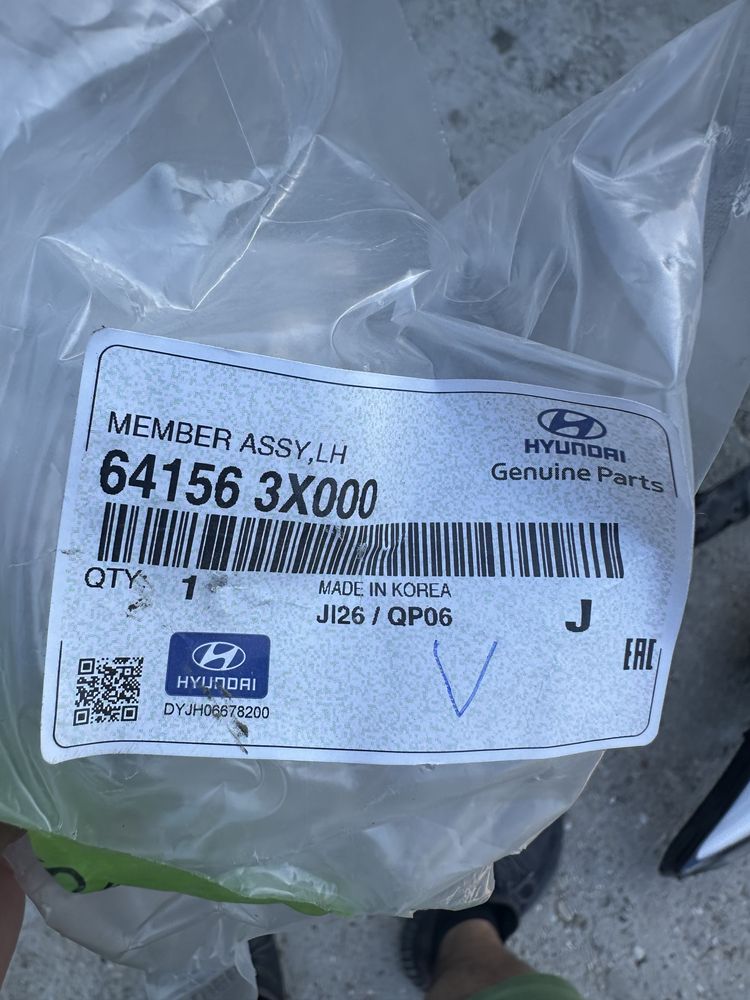 MEMBER ASSY,LH
64156 3X000
HYUNDAI
Genuine Parts
QTY: 1
MADE IN KOREA
JI26 / QP06
J
EAC
HYUNDAI
DYJH06678200
V